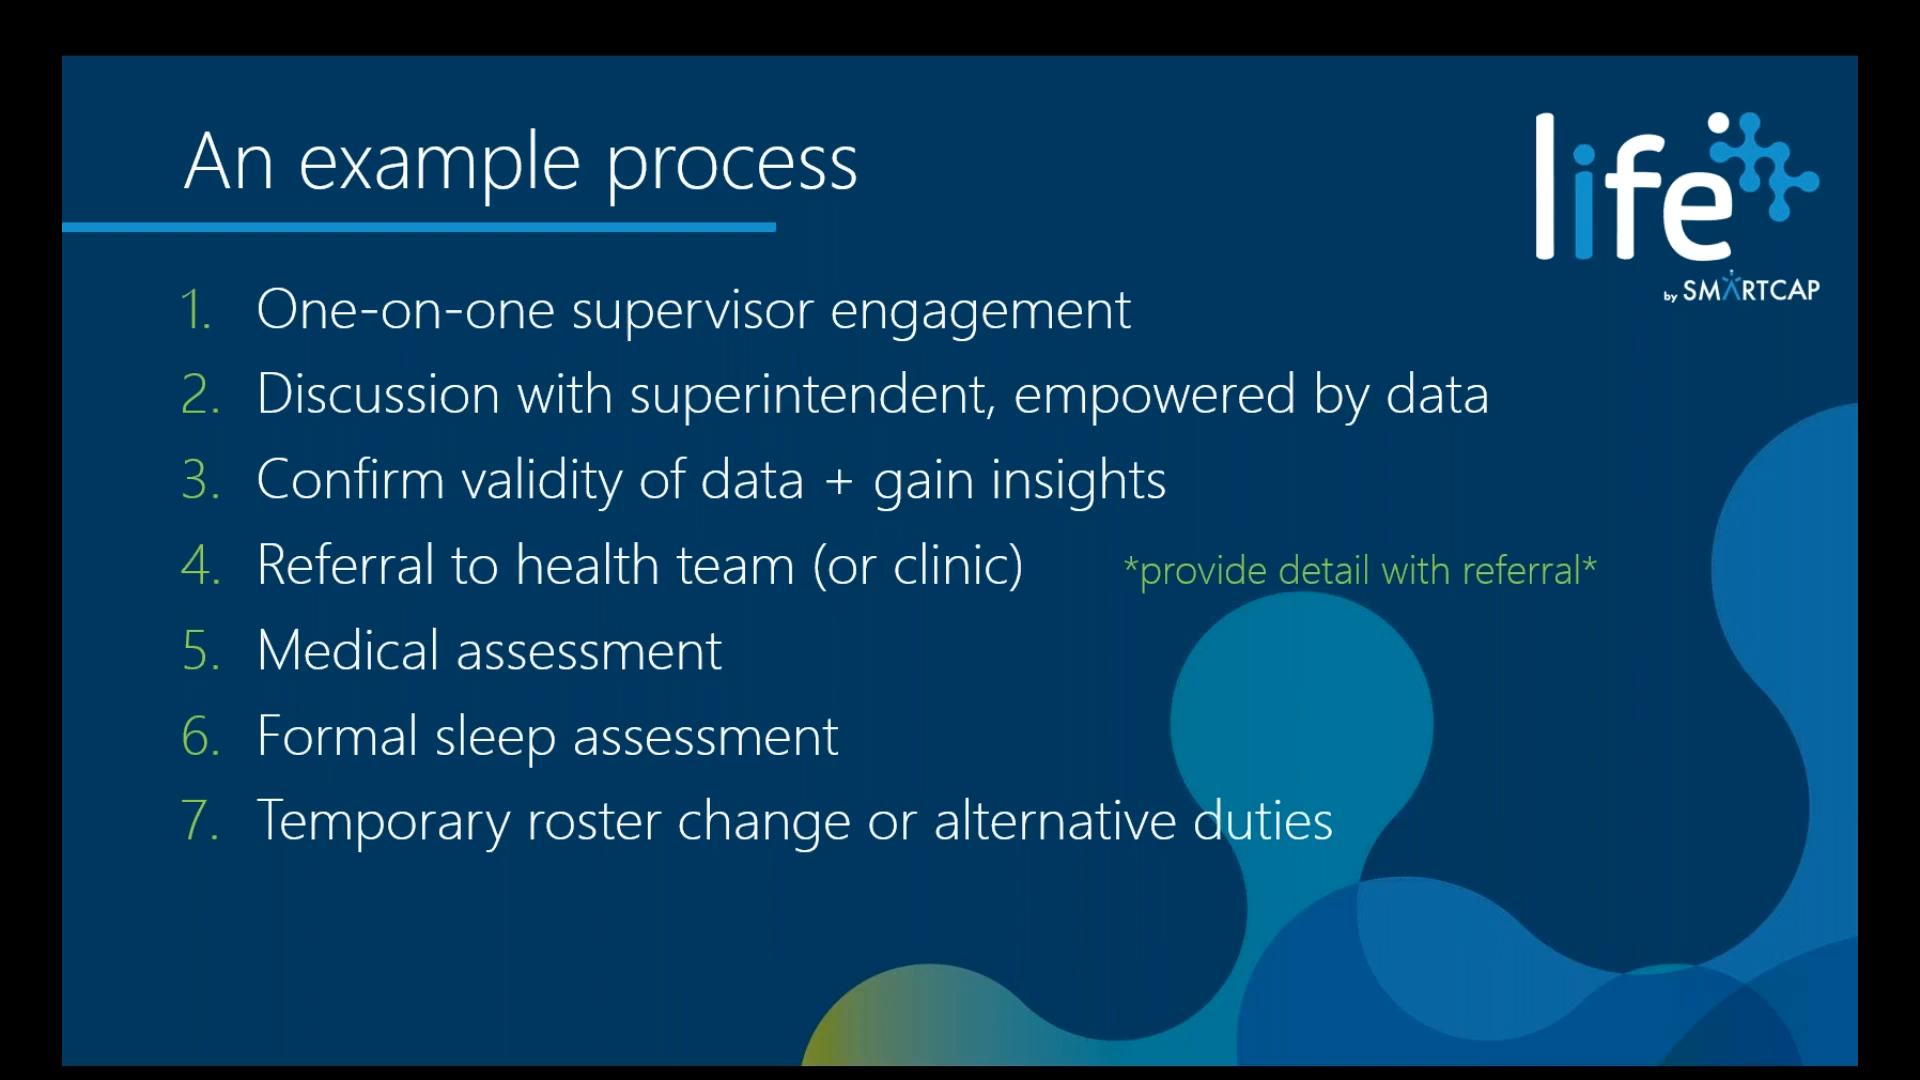 An example process
life
by SMARTCAP
1. One-on-one supervisor engagement
2. Discussion with superintendent, empowered by data
3. Confirm validity of data + gain insights
4. Referral to health team (or clinic) *provide detail with referral*
5. Medical assessment
6. Formal sleep assessment
7. Temporary roster change or alternative duties